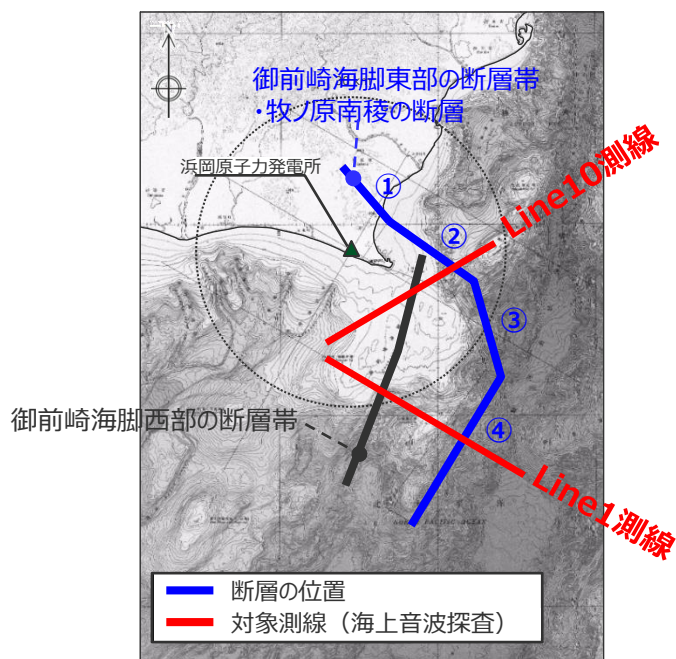 御前崎海脚東部の断層帯
・牧ノ原南稜の断層
浜岡原子力発電所
①
②
③
④
Line10測線
御前崎海脚西部の断層帯
Line1測線
断層の位置
対象測線（海上音波探査）